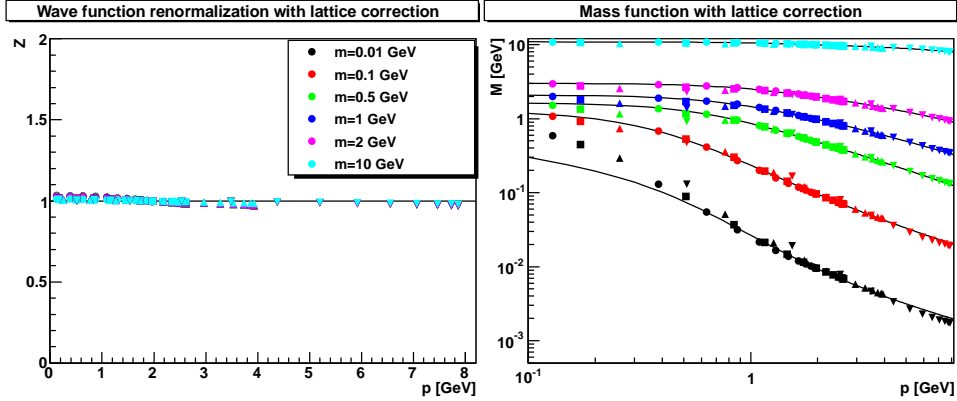 Wave function renormalization with lattice correction
Z
2
1.5
1
0.5
0
m=0.01 GeV
m=0.1 GeV
m=0.5 GeV
m=1 GeV
m=2 GeV
m=10 GeV
0 1 2 3 4 5 6 7 8
p [GeV]
Mass function with lattice correction
M [GeV]
10
1
10-1
10-2
10-3
10-1 1
p [GeV]